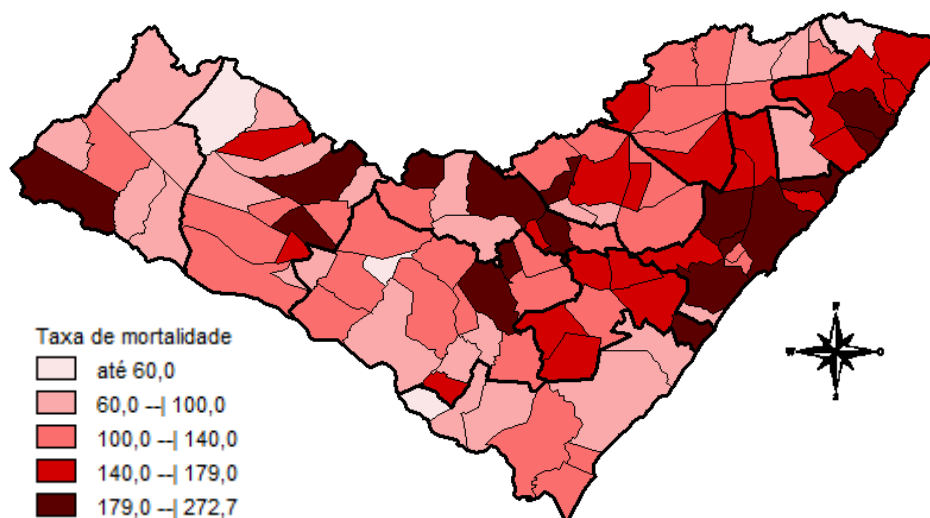 Taxa de mortalidade
até 60,0
60,0 --| 100,0
100,0 --| 140,0
140,0 --| 179,0
179,0 --| 272,7